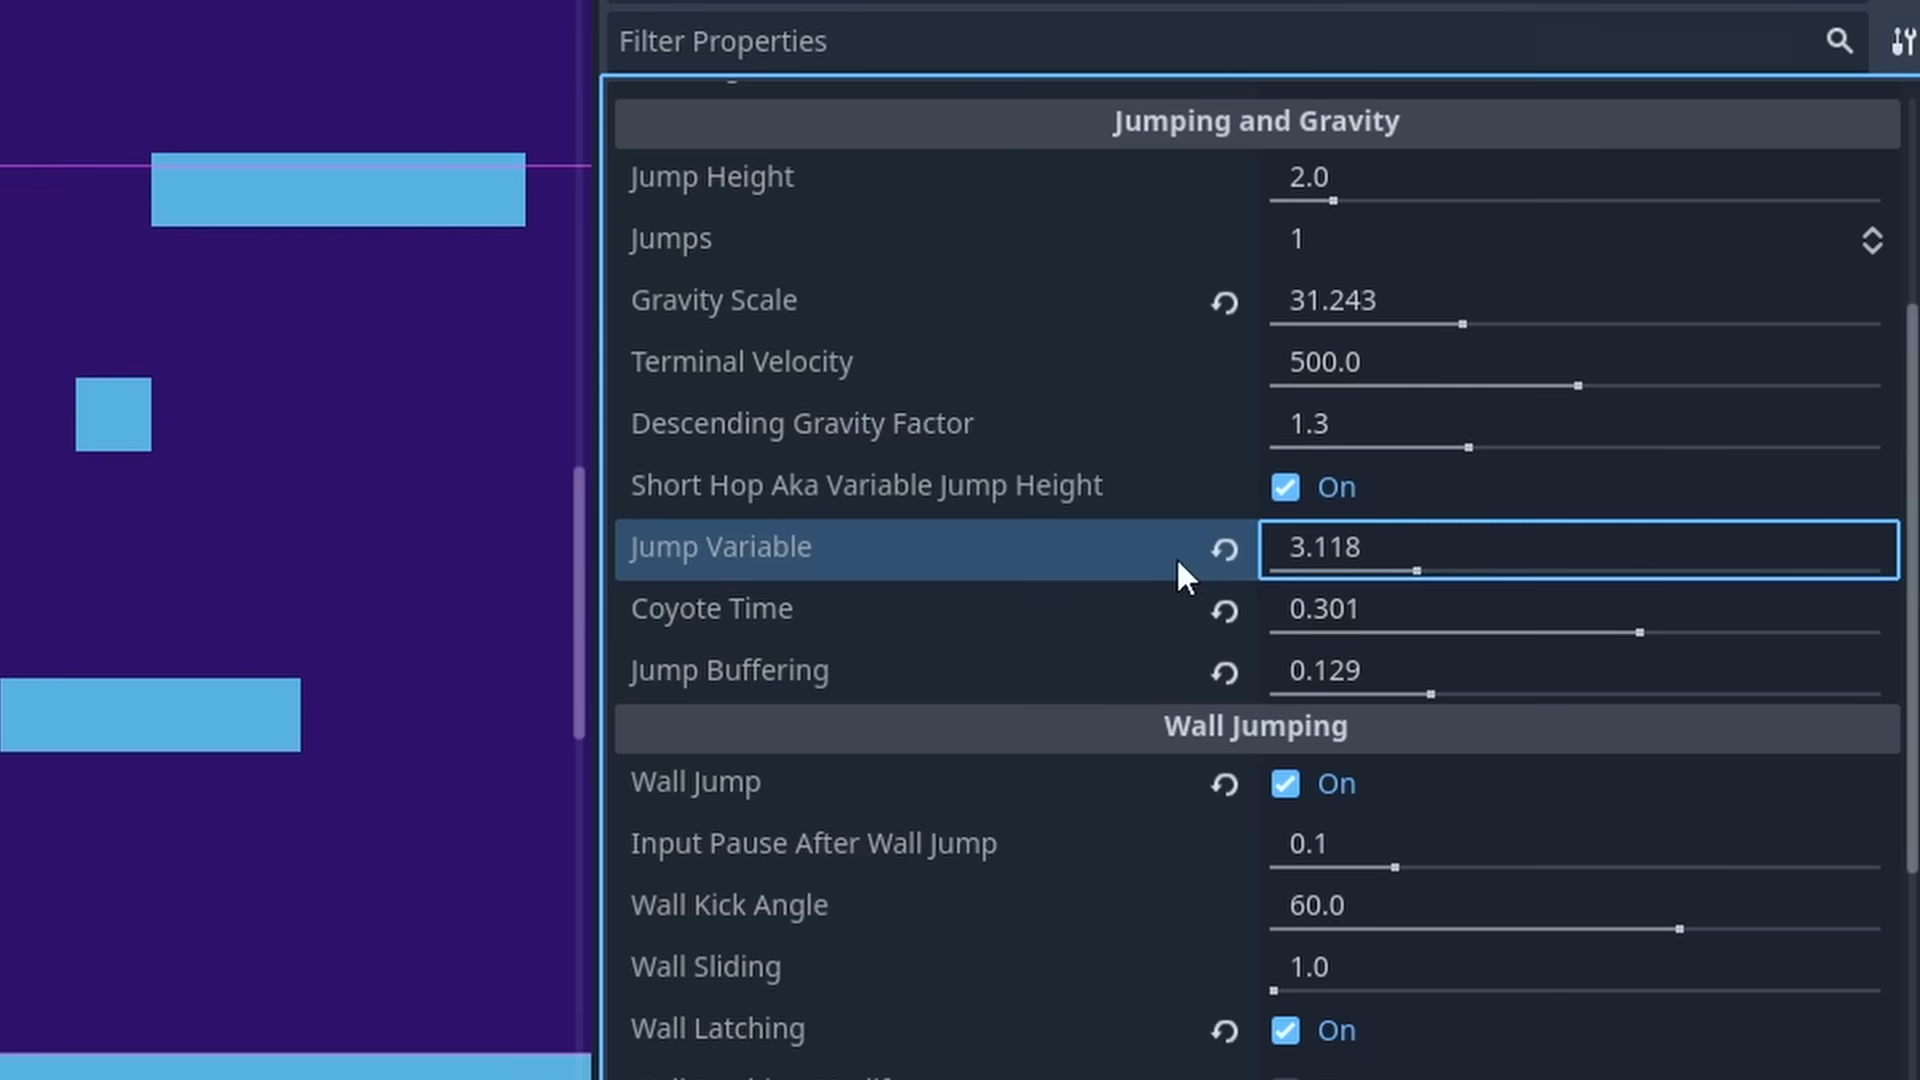 Filter Properties
Jumping and Gravity
Jump Height 2.0
Jumps 1
Gravity Scale 31.243
Terminal Velocity 500.0
Descending Gravity Factor 1.3
Short Hop Aka Variable Jump Height On
Jump Variable 3.118
Coyote Time 0.301
Jump Buffering 0.129
Wall Jumping
Wall Jump On
Input Pause After Wall Jump 0.1
Wall Kick Angle 60.0
Wall Sliding 1.0
Wall Latching On